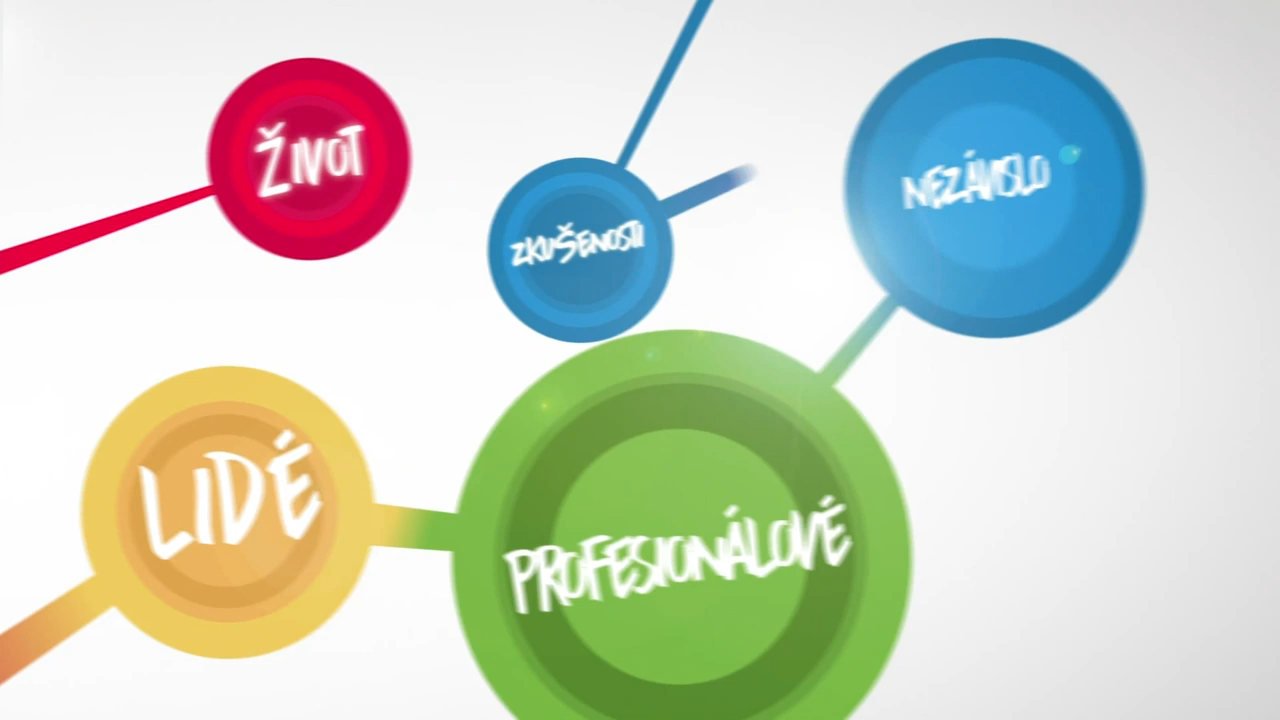 ŽIVOT
ZKUŠENOSTI
NEZÁVISLO
LIDÉ
PROFESIONÁLOVÉ